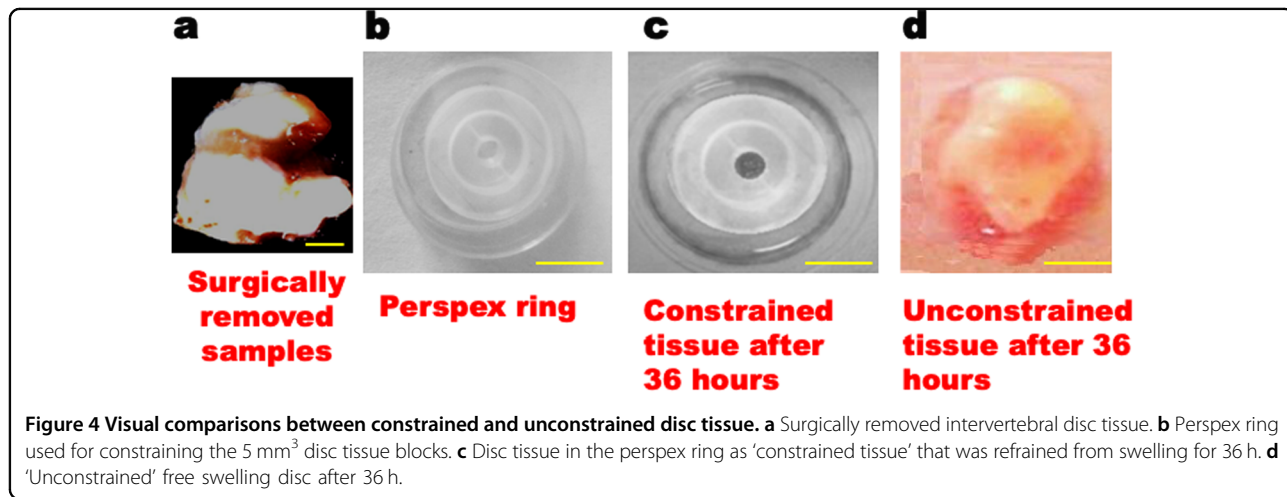 a
b
c
d
Surgically
removed
samples
Perspex ring
Constrained
tissue after
36 hours
Unconstrained
tissue after 36
hours
Figure 4 Visual comparisons between constrained and unconstrained disc tissue. a Surgically removed intervertebral disc tissue. b Perspex ring
used for constraining the 5 mm³ disc tissue blocks. c Disc tissue in the perspex ring as ‘constrained tissue’ that was refrained from swelling for 36 h. d
‘Unconstrained’ free swelling disc after 36 h.